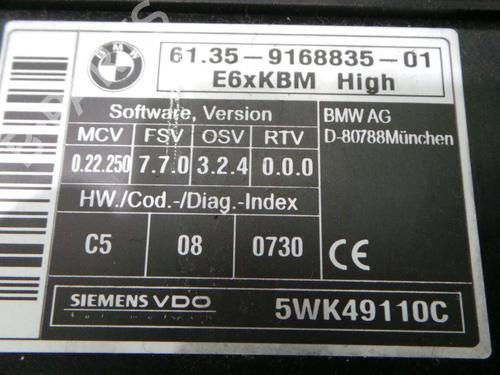 BMW
61.35-9168835-01
E6xKBM High
Software, Version
MCV FSV OSV RTV
0.22.250 7.7.0 3.2.4 0.0.0
BMW AG
D-80788München
HW./Cod.-/Diag.-Index
C5 08 0730
CE
SIEMENS VDO
Automotive
5WK49110C